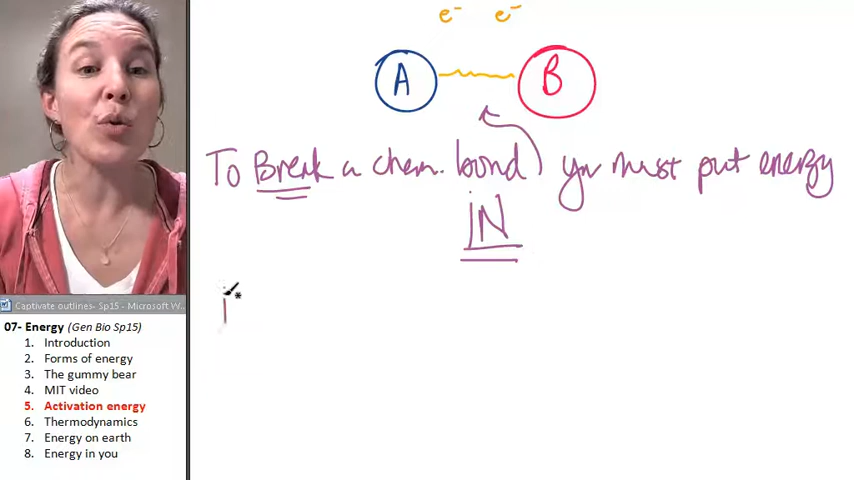 e⁻ e⁻
A B
To Break a chem. bond you must put energy
IN
Captivate outlines- Sp15 - Microsoft W.
07- Energy (Gen Bio Sp15)
1. Introduction
2. Forms of energy
3. The gummy bear
4. MIT video
5. Activation energy
6. Thermodynamics
7. Energy on earth
8. Energy in you